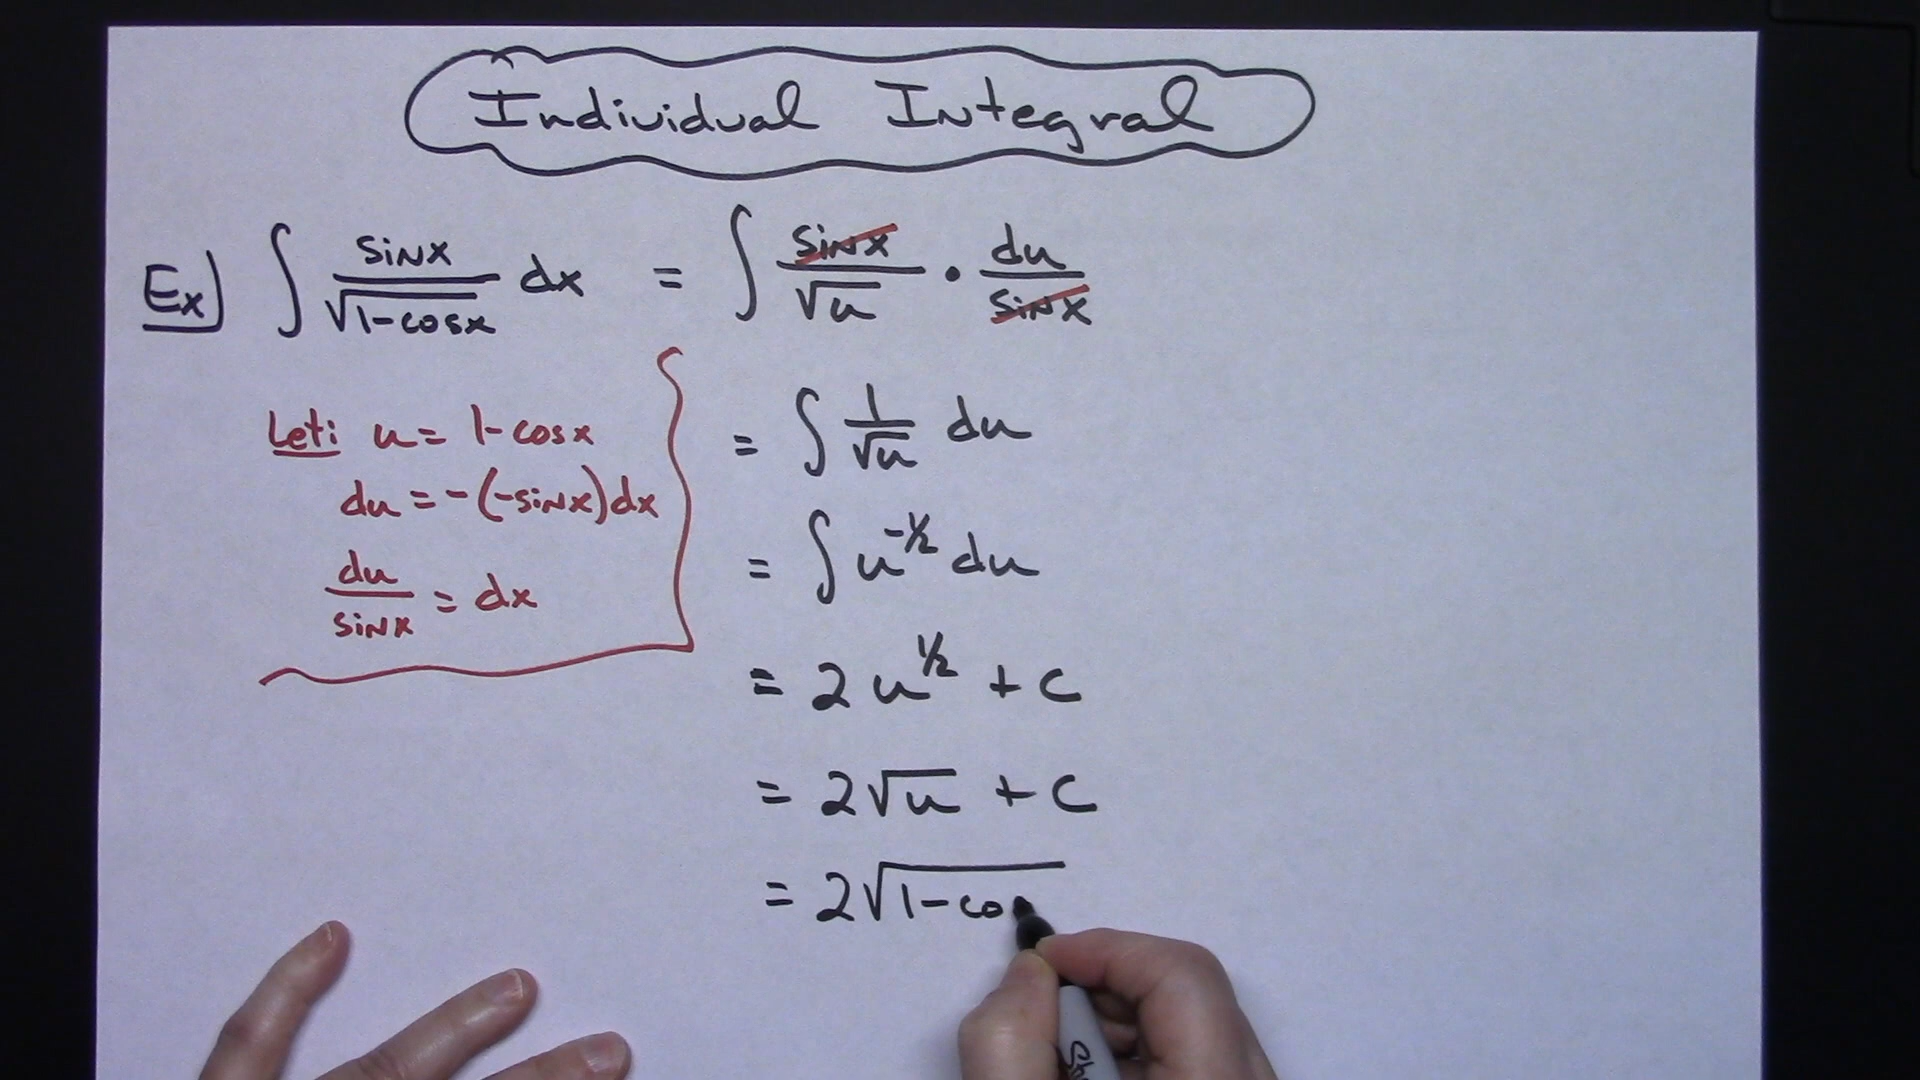 Individual Integral
Ex) ∫ sinx/√(1-cosx) dx = ∫ sinx/√u • du/sinx
Let: u = 1-cosx
du = -(-sinx)dx
du/sinx = dx
= ∫ 1/√u du
= ∫ u^(-1/2) du
= 2u^(1/2) + c
= 2√u + c
= 2√(1-co